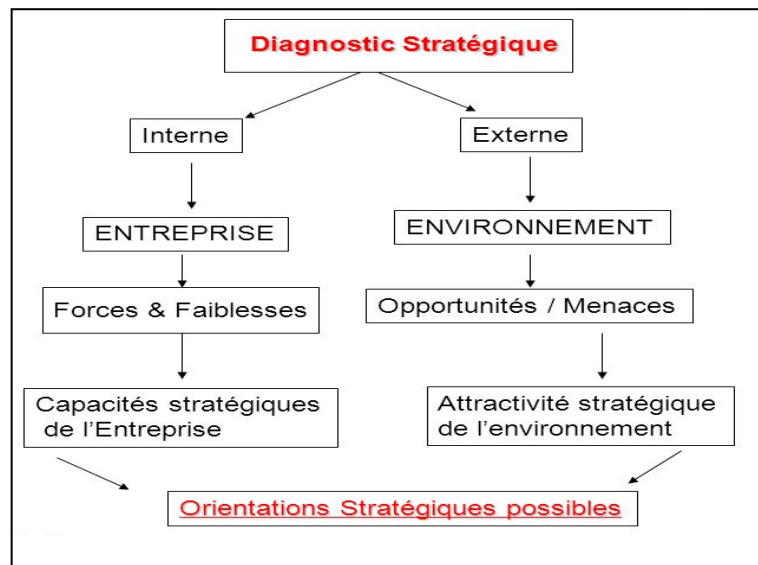 Diagnostic Stratégique
Interne
Externe
ENTREPRISE
ENVIRONNEMENT
Forces & Faiblesses
Opportunités / Menaces
Capacités stratégiques
de l'Entreprise
Attractivité stratégique
de l'environnement
Orientations Stratégiques possibles